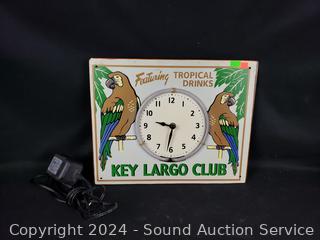 Featuring TROPICAL
DRINKS
12
11 1
10 2
9 3
8 4
7 5
6
KEY LARGO CLUB
Copyright 2024 - Sound Auction Service